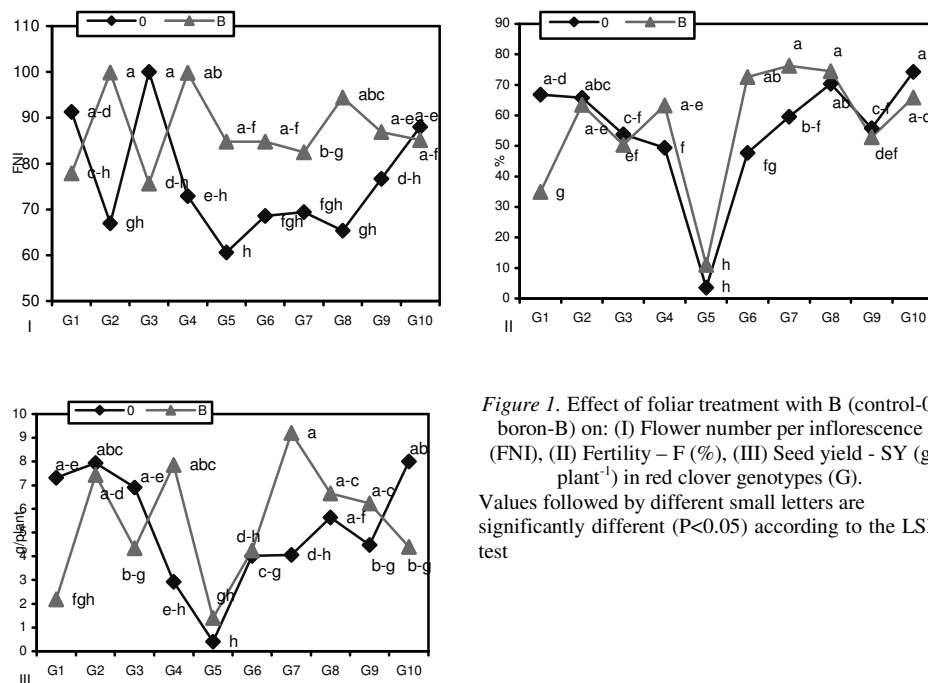 0 B
110
100
90
80
70
60
50
FNI
a-d
c-h
a
gh
a
d-h
ab
e-h
a-f
h
a-f
fgh
b-g
fgh
abc
gh
a-e
d-h
a-e
a-f
G1 G2 G3 G4 G5 G6 G7 G8 G9 G10
I
0 B
90
80
70
60
50
40
30
20
10
0
%
a-d
g
abc
a-e
c-f
ef
a-e
f
h
h
ab
fg
a
b-f
a
ab
c-f
def
a
G1 G2 G3 G4 G5 G6 G7 G8 G9 G10
II
0 B
10
9
8
7
6
5
4
3
2
1
0
g/plant
a-e
fgh
abc
a-d
a-e
b-g
abc
e-h
gh
h
d-h
c-g
a
d-h
a-c
a-f
a-c
b-g
ab
b-g
G1 G2 G3 G4 G5 G6 G7 G8 G9 G10
III
Figure 1. Effect of foliar treatment with B (control-0
boron-B) on: (I) Flower number per inflorescence
(FNI), (II) Fertility – F (%), (III) Seed yield - SY (g
plant-1) in red clover genotypes (G).
Values followed by different small letters are
significantly different (P<0.05) according to the
test